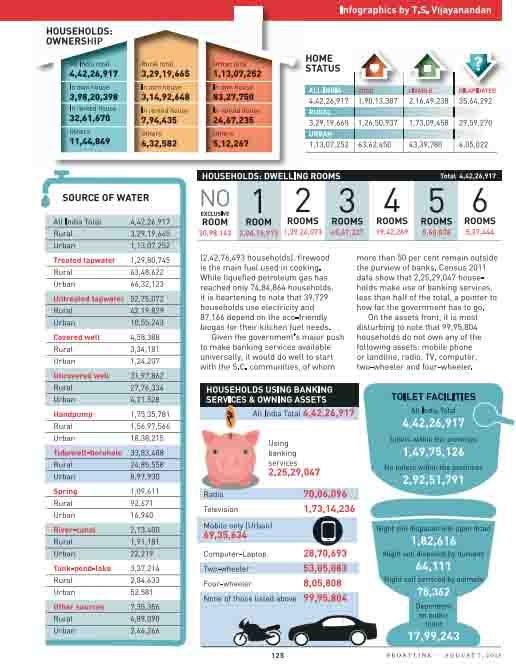 Infographics by T.S. Vijayanandan
HOUSEHOLDS:
OWNERSHIP
All India total
4,42,26,917
In own house
3,98,20,398
In rented house
32,61,670
Others
11,44,849
Rural total
3,29,19,665
In own house
3,14,92,648
In rented house
7,94,435
Others
6,32,582
Urban total
1,13,07,252
In own house
83,27,750
In rented house
24,67,235
Others
5,12,267
HOME
STATUS
ALL-INDIA GOOD LIVABLE DILAPIDATED
4,42,26,917 1,90,13,387 2,16,49,238 35,64,292
RURAL
3,29,19,665 1,26,50,937 1,73,09,458 29,59,270
URBAN
1,13,07,252 63,62,450 43,39,780 6,05,022
HOUSEHOLDS: DWELLING ROOMS Total 4,42,26,917
NO
EXCLUSIVE
ROOM
1
ROOM
2
ROOMS
3
ROOMS
4
ROOMS
5
ROOMS
6
ROOMS
SOURCE OF WATER
All India Total 4,42,26,917
Rural 3,29,19,665
Urban 1,13,07,252
Treated tapwater 1,29,80,745
Rural 63,48,622
Urban 66,32,123
Untreated tapwater 52,75,072
Rural 42,19,829
Urban 10,55,243
Covered well 4,58,388
Rural 3,34,181
Urban 1,24,207
Uncovered well 31,97,862
Rural 27,76,334
Urban 4,21,528
Handpump 1,75,35,781
Rural 1,56,97,566
Urban 18,38,215
Tubewell-borehole 33,83,488
Rural 24,85,558
Urban 8,97,930
Spring 1,09,611
Rural 92,671
Urban 16,940
River-canal 2,13,400
Rural 1,91,181
Urban 22,219
Tank-pond-lake 3,37,214
Rural 2,84,633
Urban 52,581
Other sources 7,35,356
Rural 4,89,090
Urban 2,46,266
(2,42,76,693 households), firewood
is the main fuel used in cooking.
While liquefied petroleum gas has
reached only 76,84,864 households,
it is heartening to note that 39,729
households use electricity and
87,166 depend on the eco-friendly
biogas for their kitchen fuel needs.
Given the government's major push
to make banking services available
universally, it would do well to start
with the S.C. communities, of whom
more than 50 per cent remain outside
the purview of banks. Census 2011
data show that 2,25,29,047 house-
holds make use of banking services,
less than half of the total, a pointer to
how far the government has to go.
On the assets front, it is most
disturbing to note that 99,95,804
households do not own any of the
following assets: mobile phone
or landline, radio, TV, computer,
two-wheeler and four-wheeler.
HOUSEHOLDS USING BANKING
SERVICES & OWNING ASSETS
All India Total 4,42,26,917
Using
banking
services
2,25,29,047
Radio 70,06,096
Television 1,73,14,236
Mobile only (Urban)
69,35,634
Computer-Laptop 28,70,693
Two-wheeler 53,05,083
Four-wheeler 8,05,808
None of those listed above 99,95,804
TOILET FACILITIES
All India Total
4,42,26,917
Toilets within the premises
1,49,75,126
No toilets within the premises
2,92,51,791
Night soil disposed into open drain
1,82,616
Night soil disposed by humans
64,111
Night soil serviced by animals
78,362
Dependent
on public
toilet
17,99,243
125
FRONTLINE AUGUST 7, 2015